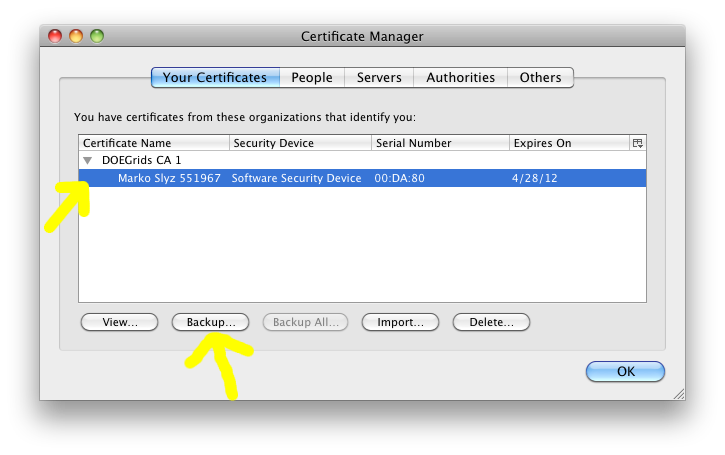 Certificate Manager
Your Certificates People Servers Authorities Others
You have certificates from these organizations that identify you:
Certificate Name Security Device Serial Number Expires On
DOEGrids CA 1
Marko Slyz 551967 Software Security Device 00:DA:80 4/28/12
View... Backup... Backup All... Import... Delete...
OK